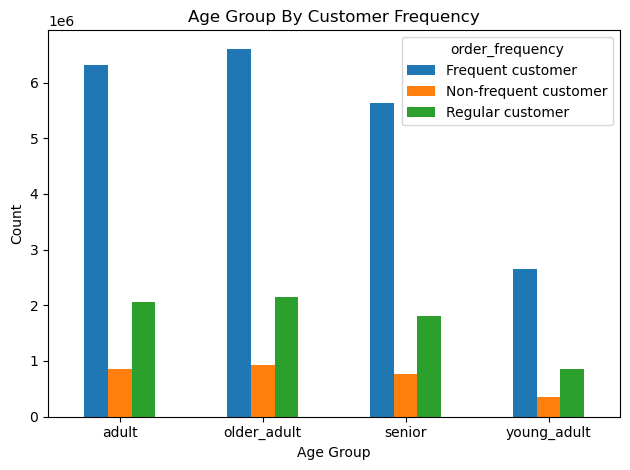 Age Group By Customer Frequency
1e6
order_frequency
Frequent customer
Non-frequent customer
Regular customer
6
5
4
3
2
1
0
Count
adult older_adult senior young_adult
Age Group